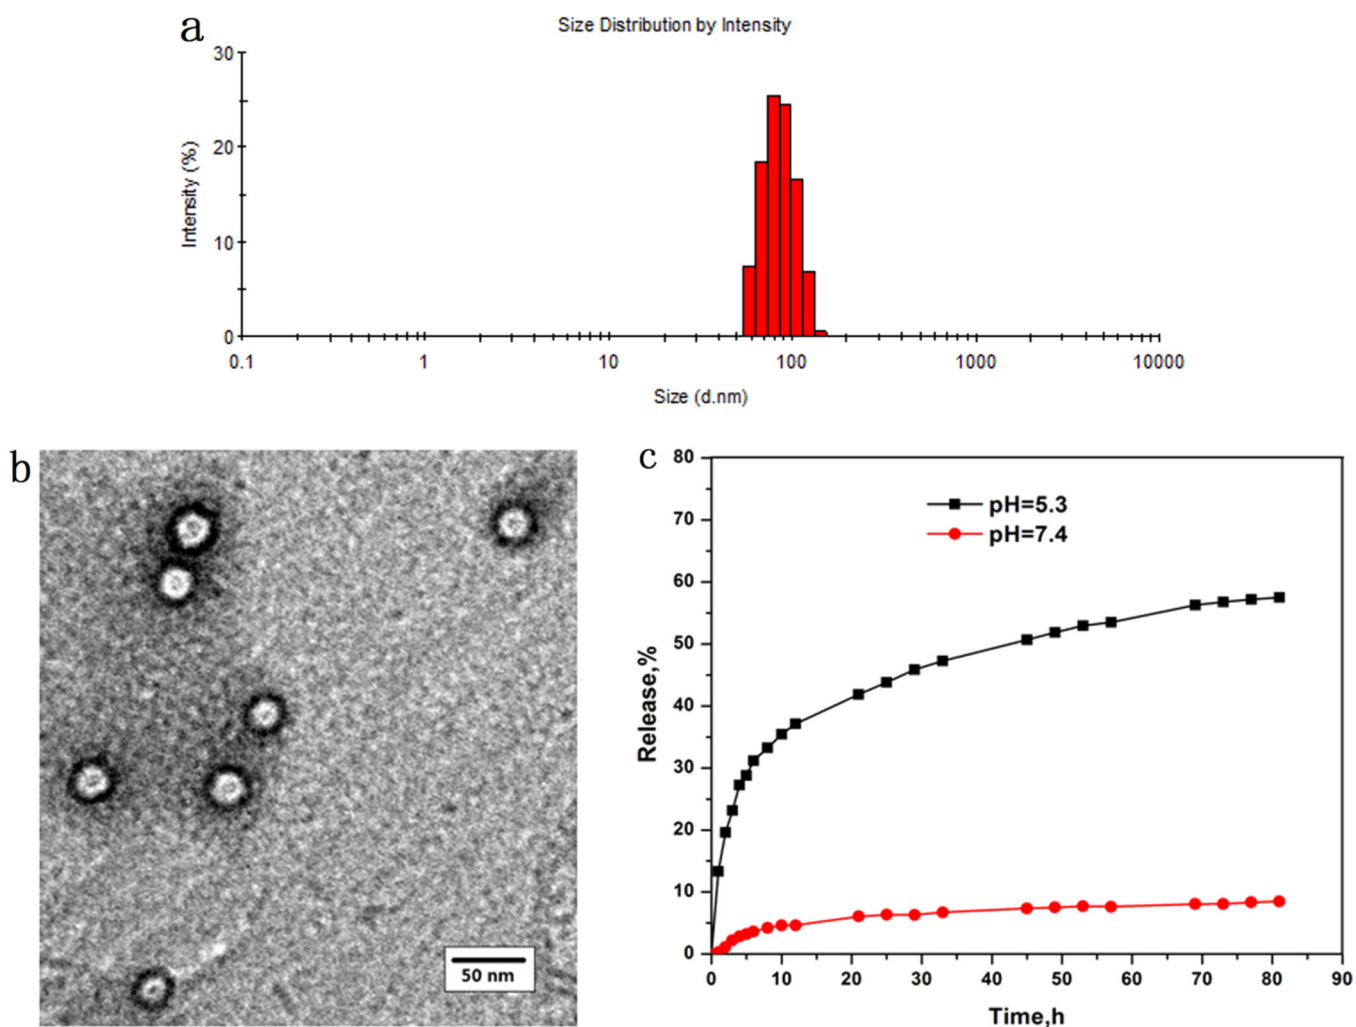 a
Size Distribution by Intensity
30
20
10
0
Intensity (%)
0.1 1 10 100 1000 10000
Size (d.nm)
b
50 nm
c
80
70
60
50
40
30
20
10
0
Release,%
pH=5.3
pH=7.4
0 10 20 30 40 50 60 70 80 90
Time,h